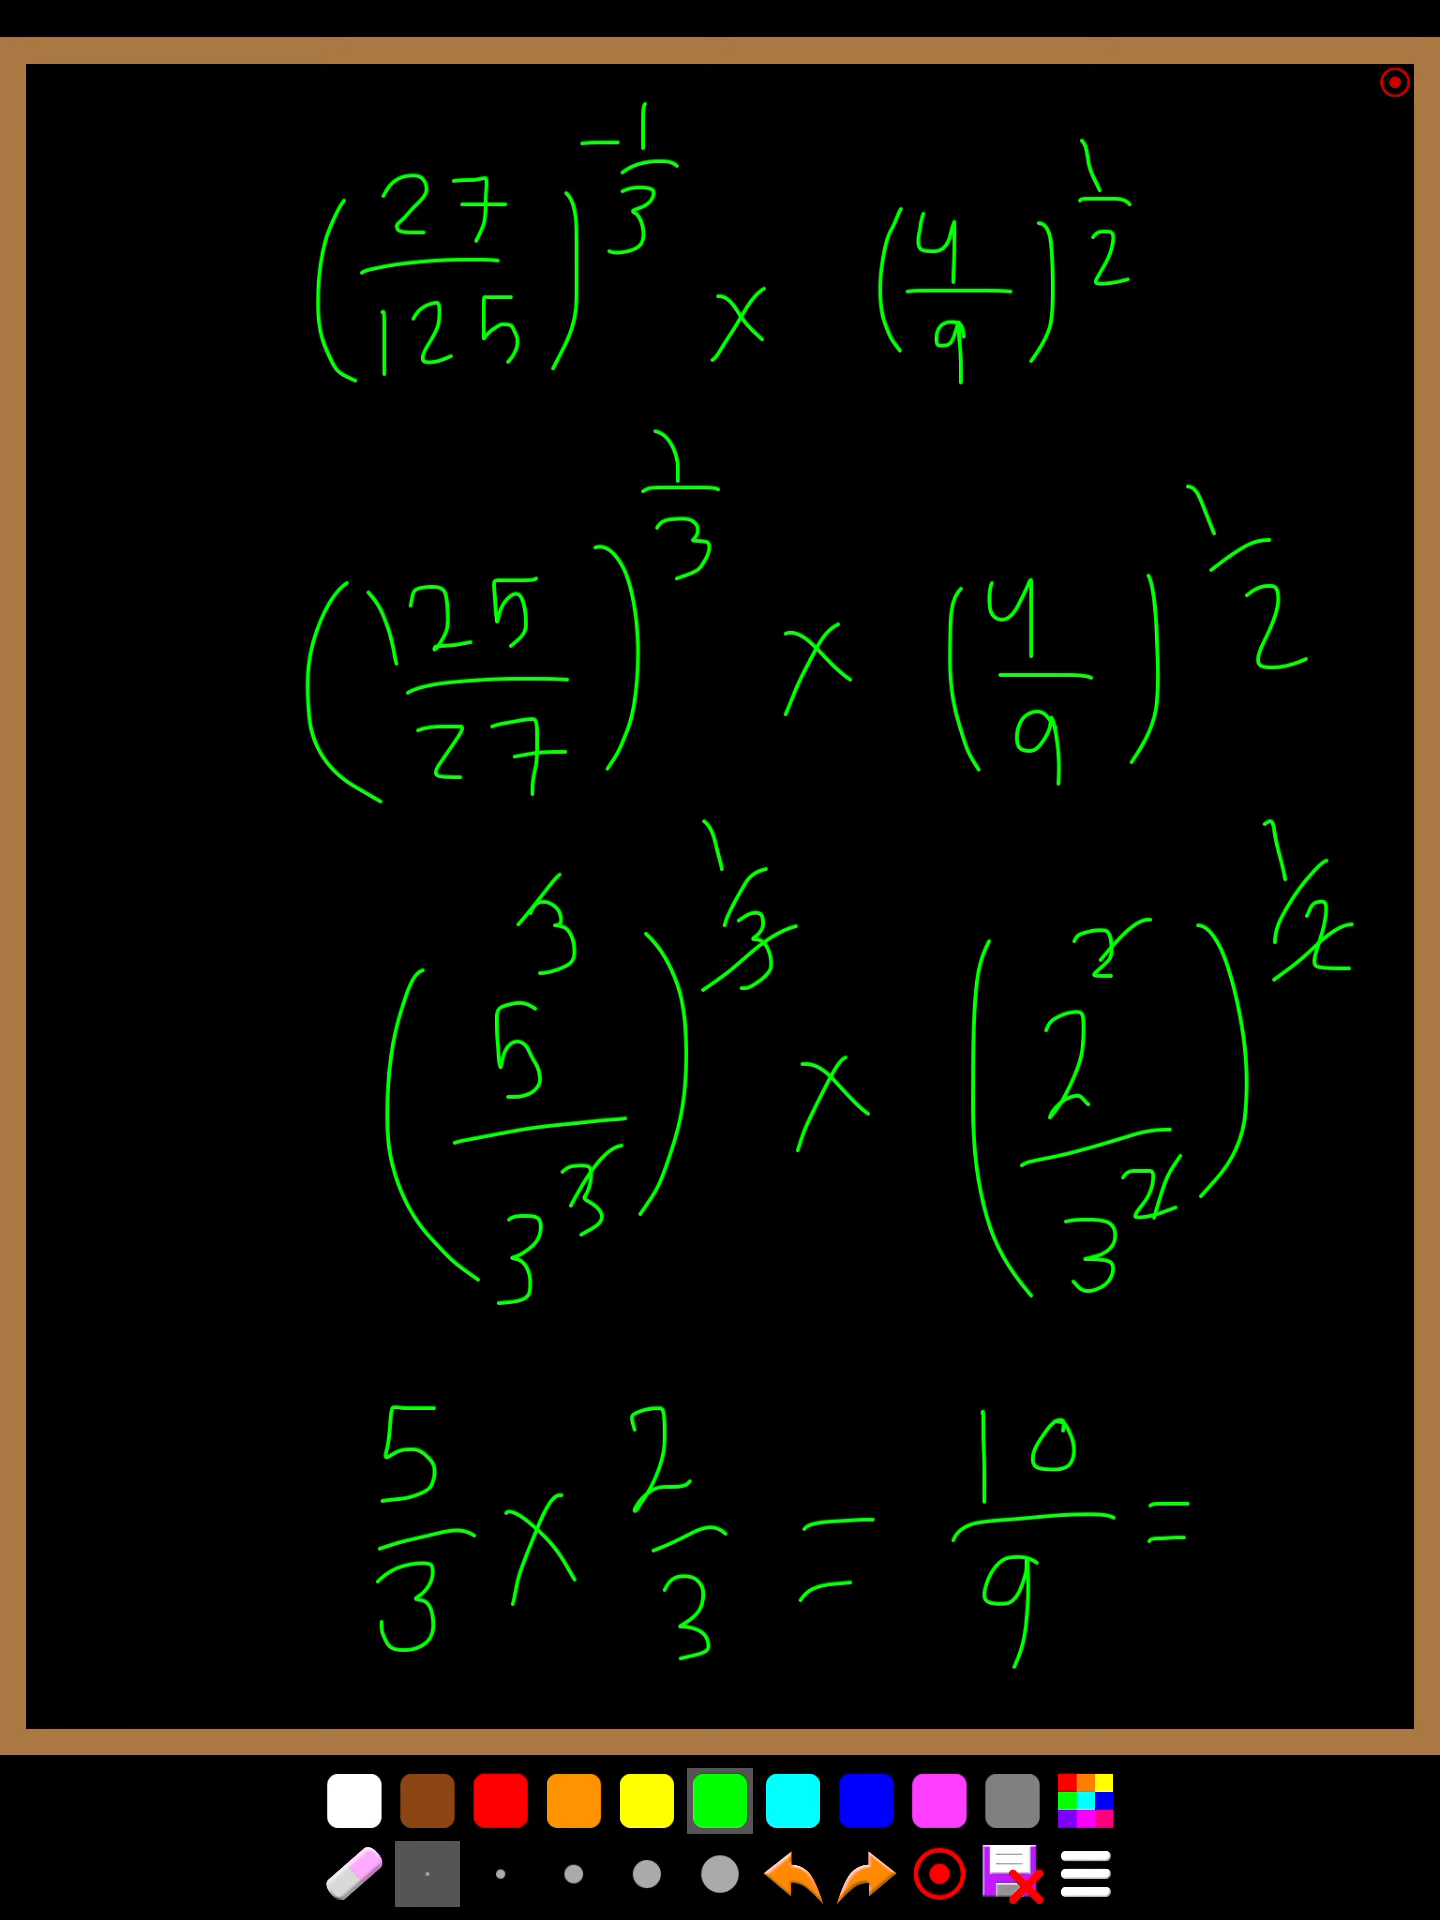 (27/125)^(-1/3) × (4/9)^(1/2)
(125/27)^(1/3) × (4/9)^(1/2)
(5^3/3^3)^(1/3) × (2^2/3^2)^(1/2)
5/3 × 2/3 = 10/9 =